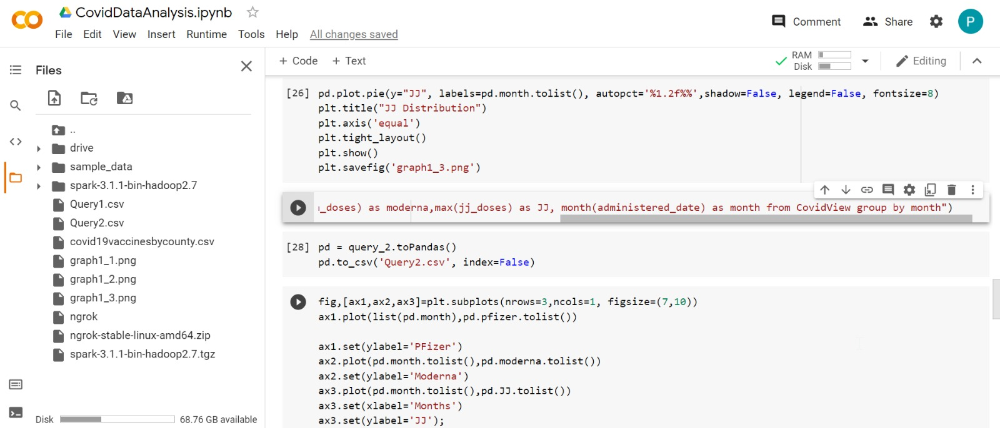 CovidDataAnalysis.ipynb
File Edit View Insert Runtime Tools Help All changes saved
Comment Share P
Files
+ Code + Text
RAM
Disk
Editing
..
drive
sample_data
spark-3.1.1-bin-hadoop2.7
Query1.csv
Query2.csv
covid19vaccinesbycounty.csv
graph1_1.png
graph1_2.png
graph1_3.png
ngrok
ngrok-stable-linux-amd64.zip
spark-3.1.1-bin-hadoop2.7.tgz
Disk 68.76 GB available
[26] pd.plot.pie(y="JJ", labels=pd.month.tolist(), autopct='%1.2f%%',shadow=False, legend=False, fontsize=8)
plt.title("JJ Distribution")
plt.axis('equal')
plt.tight_layout()
plt.show()
plt.savefig('graph1_3.png')
_doses) as moderna,max(jj_doses) as JJ, month(administered_date) as month from CovidView group by month")
[28] pd = query_2.toPandas()
pd.to_csv('Query2.csv', index=False)
fig,[ax1,ax2,ax3]=plt.subplots(nrows=3,ncols=1, figsize=(7,10))
ax1.plot(list(pd.month),pd.pfizer.tolist())
ax1.set(ylabel='PFizer')
ax2.plot(pd.month.tolist(),pd.moderna.tolist())
ax2.set(ylabel='Moderna')
ax3.plot(pd.month.tolist(),pd.JJ.tolist())
ax3.set(xlabel='Months')
ax3.set(ylabel='JJ');